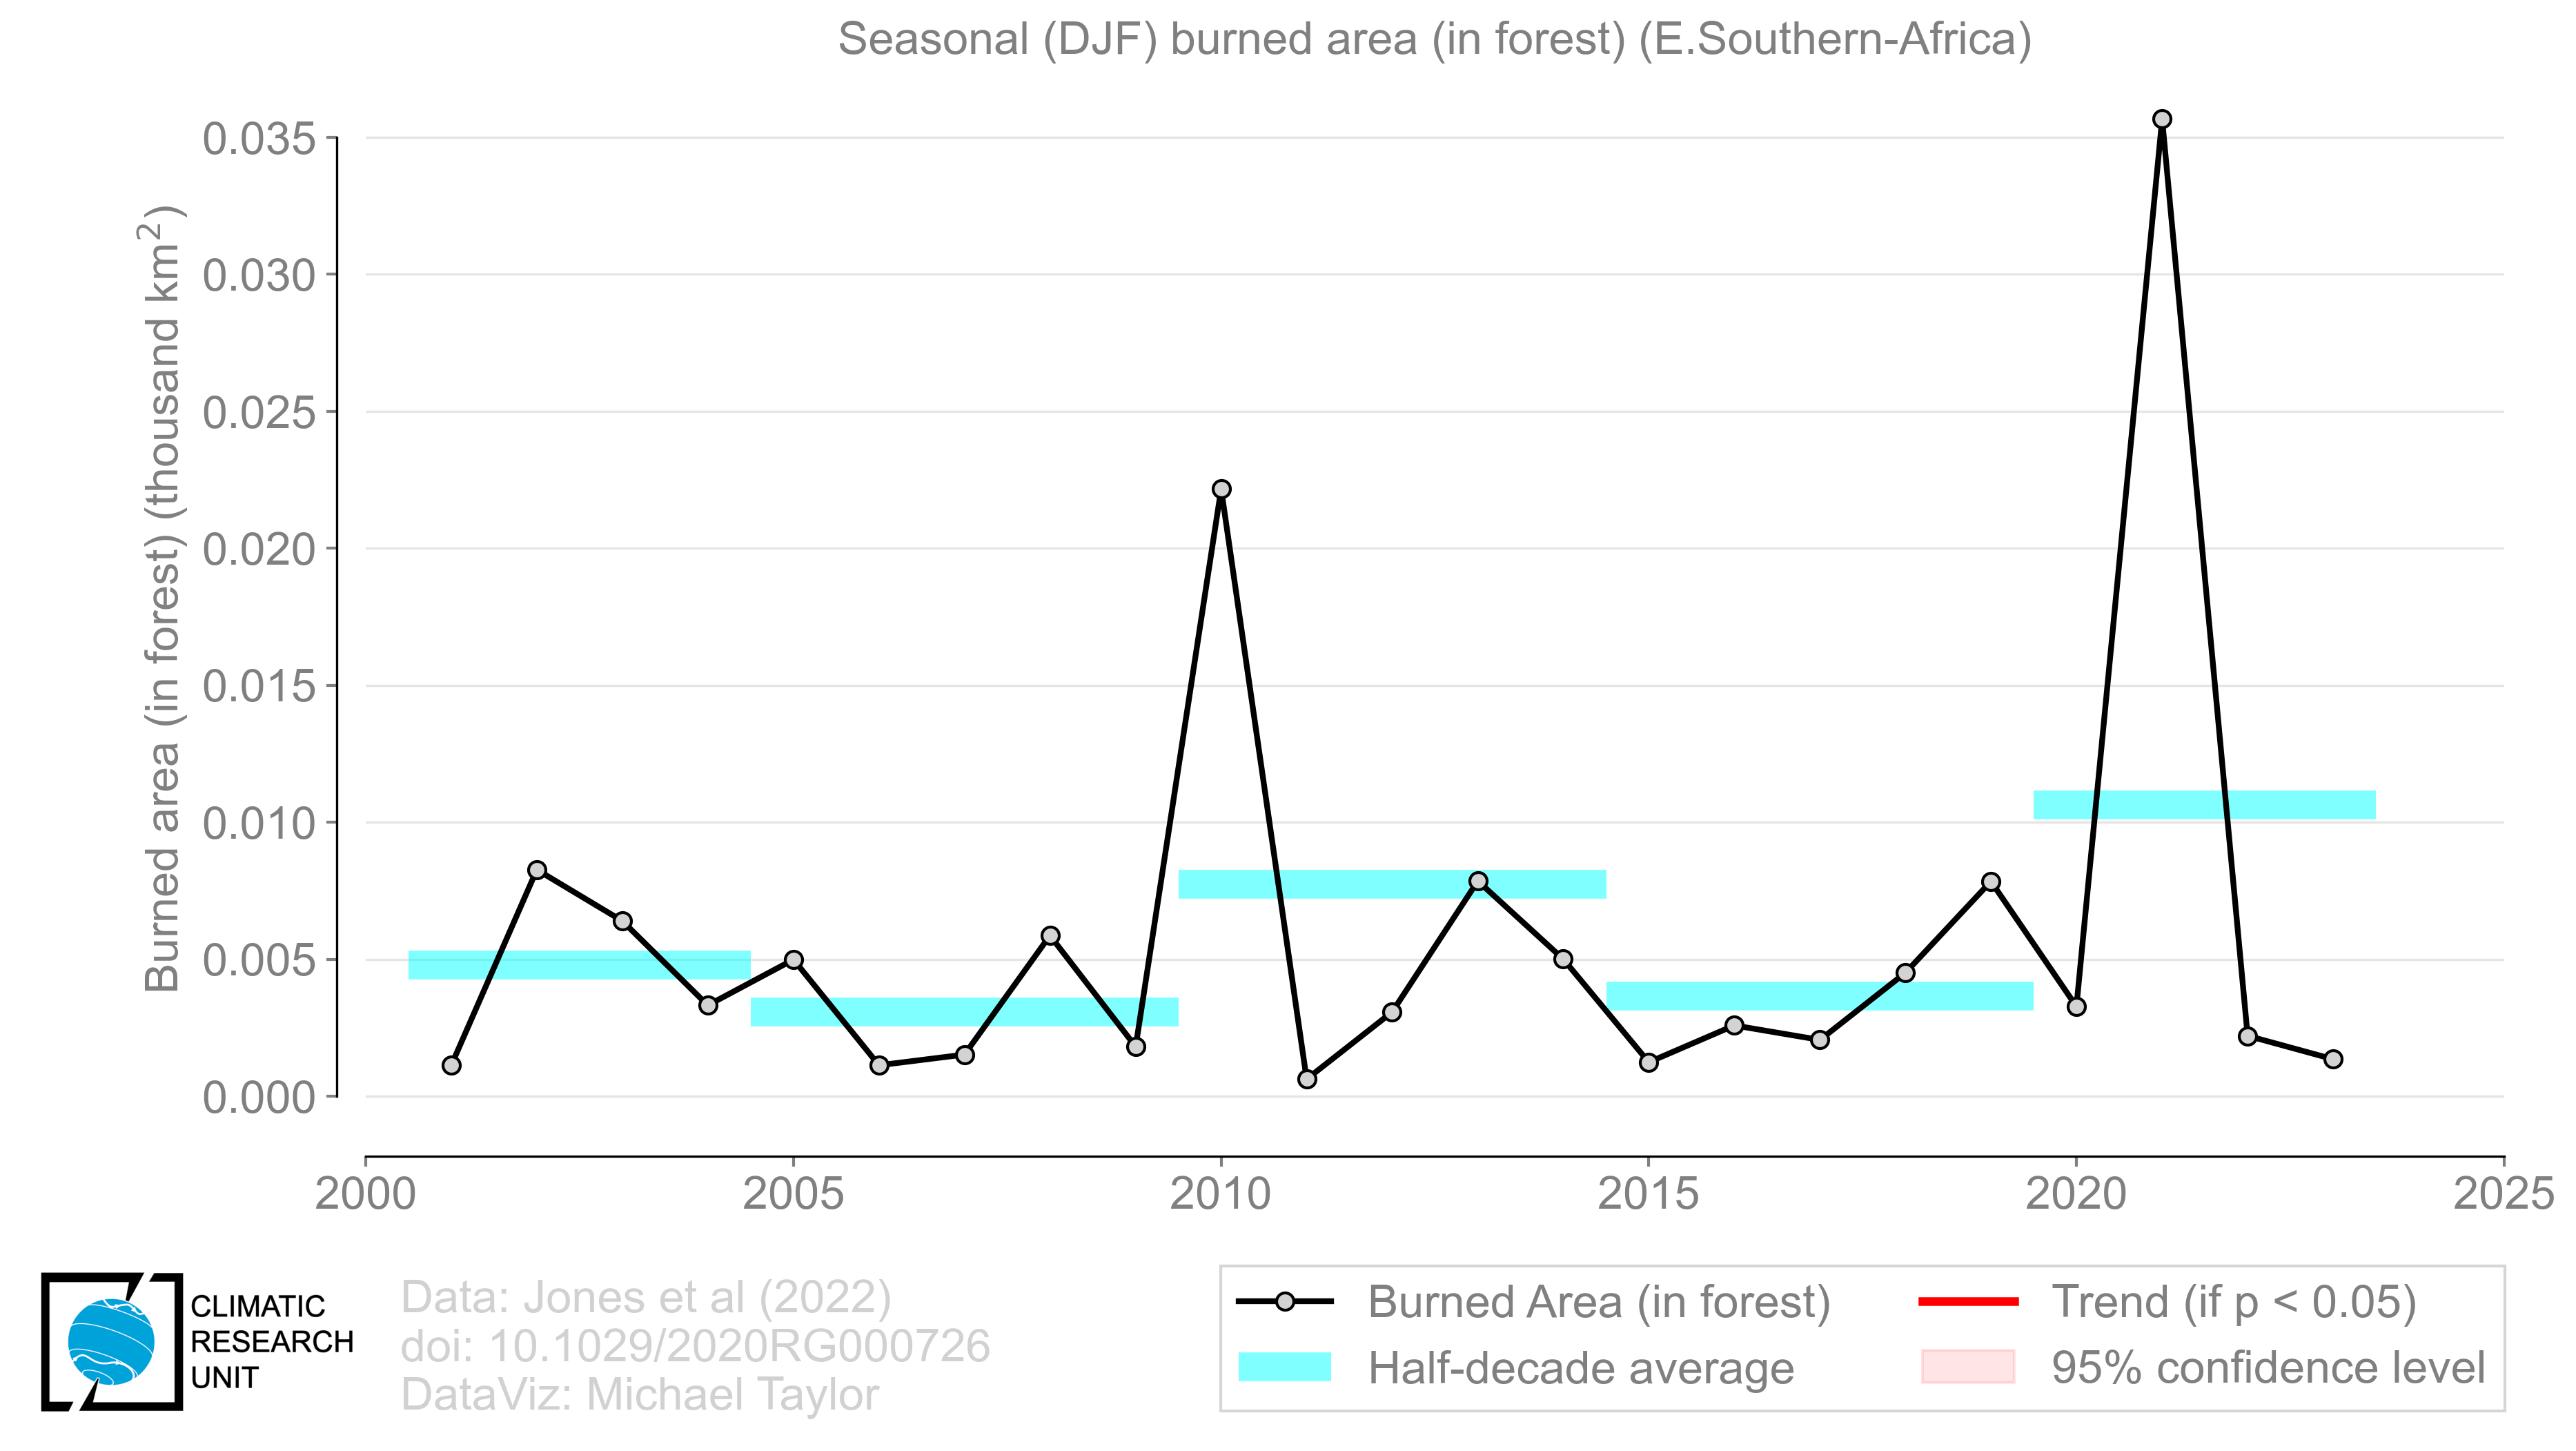 Seasonal (DJF) burned area (in forest) (E.Southern-Africa)
Burned area (in forest) (thousand km²)
0.035
0.030
0.025
0.020
0.015
0.010
0.005
0.000
2000 2005 2010 2015 2020 2025
CLIMATIC
RESEARCH
UNIT
Data: Jones et al (2022)
doi: 10.1029/2020RG000726
DataViz: Michael Taylor
Burned Area (in forest)
Half-decade average
Trend (if p < 0.05)
95% confidence level